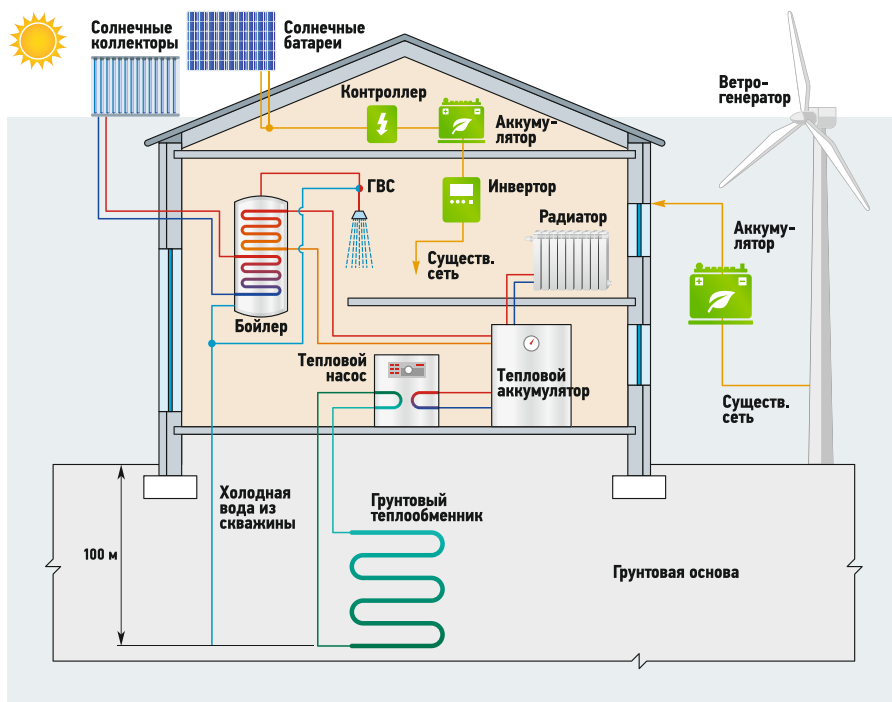 Солнечные
коллекторы
Солнечные
батареи
Ветро-
генератор
Контроллер
Аккуму-
лятор
ГВС
Инвертор
Радиатор
Аккуму-
лятор
Существ.
сеть
Бойлер
Тепловой
насос
Тепловой
аккумулятор
Существ.
сеть
Холодная
вода из
скважины
Грунтовый
теплообменник
100 м
Грунтовая основа